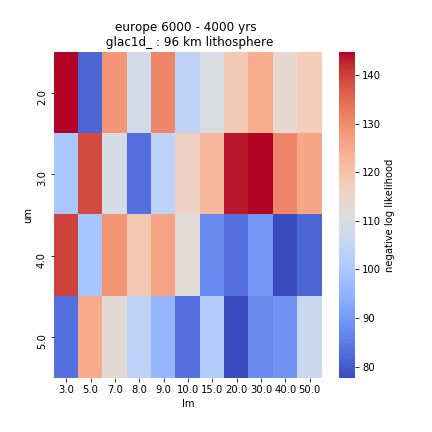 europe 6000 - 4000 yrs
glac1d_ : 96 km lithosphere
2.0
3.0
4.0
5.0
um
3.0 5.0 7.0 8.0 9.0 10.0 15.0 20.0 30.0 40.0 50.0
lm
140
130
120
110
100
90
80
negative log likelihood